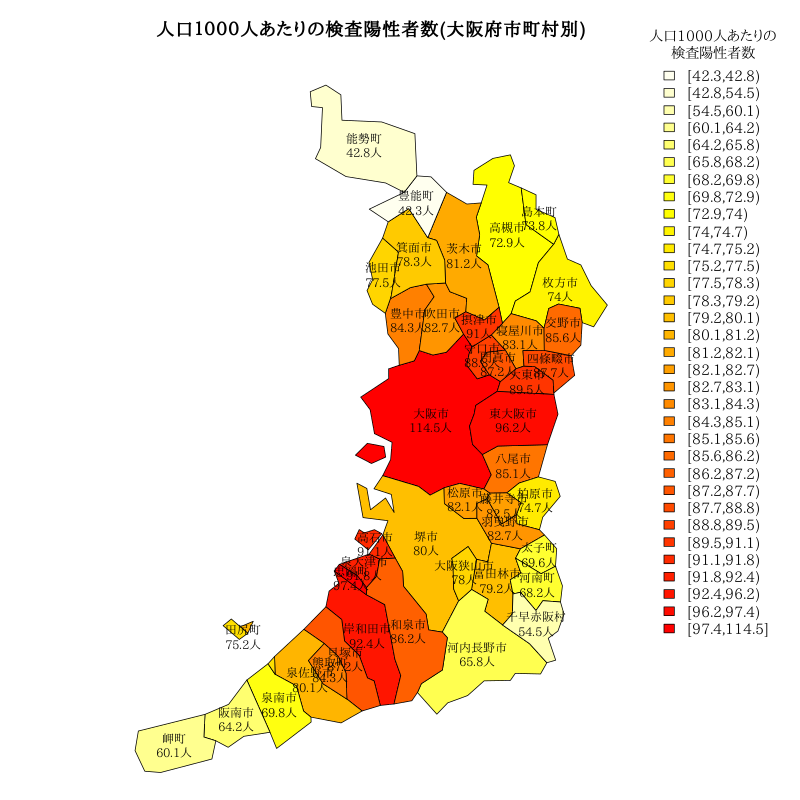 人口1000人あたりの検査陽性者数(大阪府市町村別)
人口1000人あたりの
検査陽性者数
[42.3,42.8)
[42.8,54.5)
[54.5,60.1)
[60.1,64.2)
[64.2,65.8)
[65.8,68.2)
[68.2,69.8)
[69.8,72.9)
[72.9,74)
[74,74.7)
[74.7,75.2)
[75.2,77.5)
[77.5,78.3)
[78.3,79.2)
[79.2,80.1)
[80.1,81.2)
[81.2,82.1)
[82.1,82.7)
[82.7,83.1)
[83.1,84.3)
[84.3,85.1)
[85.1,85.6)
[85.6,86.2)
[86.2,87.2)
[87.2,87.7)
[87.7,88.8)
[88.8,89.5)
[89.5,91.1)
[91.1,91.8)
[91.8,92.4)
[92.4,96.2)
[96.2,97.4)
[97.4,114.5]
能勢町
42.8人
豊能町
42.3人
島本町
73.8人
高槻市
72.9人
箕面市
78.3人
茨木市
81.2人
池田市
77.5人
枚方市
74人
豊中市
84.3人
吹田市
82.7人
摂津市
91人
寝屋川市
83.1人
交野市
85.6人
守口市
門真市
87.2人
四條畷市
87.7人
大東市
89.5人
大阪市
114.5人
東大阪市
96.2人
八尾市
85.1人
松原市
82.1人
藤井寺市
82.5人
柏原市
74.7人
羽曳野市
82.7人
堺市
80人
高石市
91.1人
太子町
69.6人
泉大津市
97.4人
大阪狭山市
78人
富田林市
79.2人
河南町
68.2人
千早赤阪村
54.5人
田尻町
75.2人
岸和田市
92.4人
和泉市
86.2人
河内長野市
65.8人
貝塚市
87.2人
熊取町
84.3人
泉佐野市
80.1人
泉南市
69.8人
阪南市
64.2人
岬町
60.1人